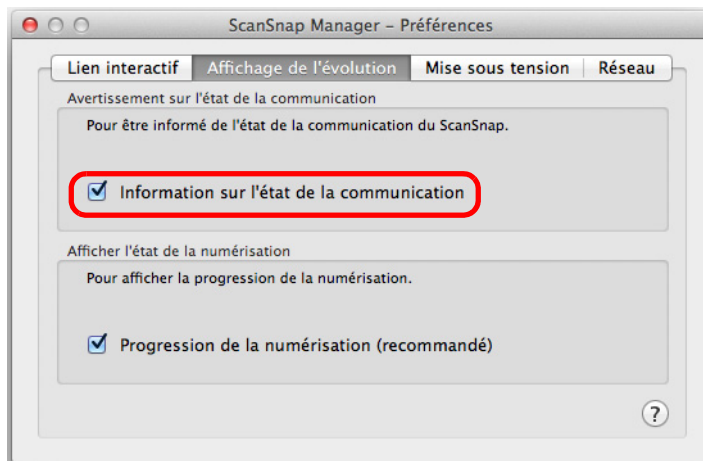 ScanSnap Manager – Préférences
Lien interactif Affichage de l'évolution Mise sous tension Réseau
Avertissement sur l'état de la communication
Pour être informé de l'état de la communication du ScanSnap.
Information sur l'état de la communication
Afficher l'état de la numérisation
Pour afficher la progression de la numérisation.
Progression de la numérisation (recommandé)
?